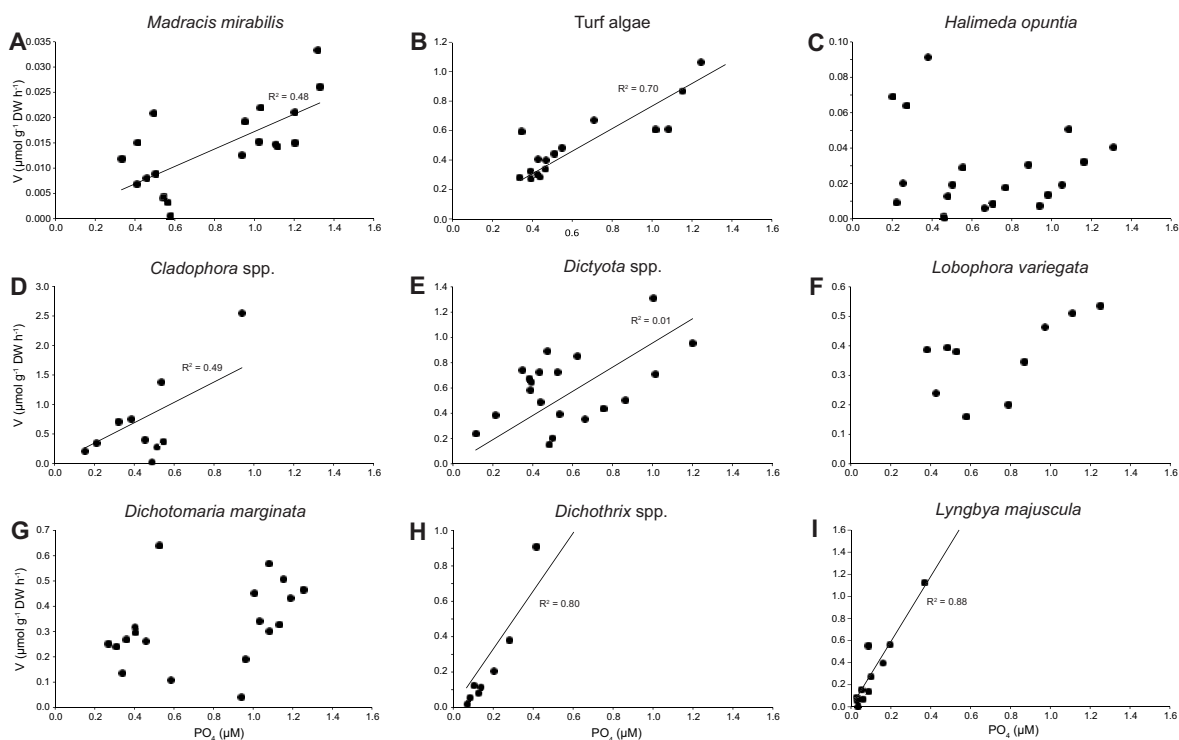 A Madracis mirabilis
V (µmol g⁻¹ DW h⁻¹)
0.035
0.030
0.025
0.020
0.015
0.010
0.005
0.000
R² = 0.48
0.0 0.2 0.4 0.6 0.8 1.0 1.2 1.4 1.6
B Turf algae
1.2
1.0
0.8
0.6
0.4
0.2
0.0
R² = 0.70
0.0 0.2 0.4 0.6 0.8 1.0 1.2 1.4 1.6
0.6
C Halimeda opuntia
0.10
0.08
0.06
0.04
0.02
0.00
0.0 0.2 0.4 0.6 0.8 1.0 1.2 1.4 1.6
D Cladophora spp.
V (µmol g⁻¹ DW h⁻¹)
3.0
2.5
2.0
1.5
1.0
0.5
0.0
R² = 0.49
0.0 0.2 0.4 0.6 0.8 1.0 1.2 1.4 1.6
E Dictyota spp.
1.4
1.2
1.0
0.8
0.6
0.4
0.2
0.0
R² = 0.01
0.0 0.2 0.4 0.6 0.8 1.0 1.2 1.4 1.6
F Lobophora variegata
0.6
0.5
0.4
0.3
0.2
0.1
0.0
0.0 0.2 0.4 0.6 0.8 1.0 1.2 1.4 1.6
G Dichotomaria marginata
V (µmol g⁻¹ DW h⁻¹)
0.7
0.6
0.5
0.4
0.3
0.2
0.1
0.0
0.0 0.2 0.4 0.6 0.8 1.0 1.2 1.4 1.6
PO₄ (µM)
H Dichothrix spp.
1.0
0.8
0.6
0.4
0.2
0.0
R² = 0.80
0.0 0.2 0.4 0.6 0.8 1.0 1.2 1.4 1.6
PO₄ (µM)
I Lyngbya majuscula
1.6
1.4
1.2
1.0
0.8
0.6
0.4
0.2
0.0
R² = 0.88
0.0 0.2 0.4 0.6 0.8 1.0 1.2 1.4 1.6
PO₄ (µM)